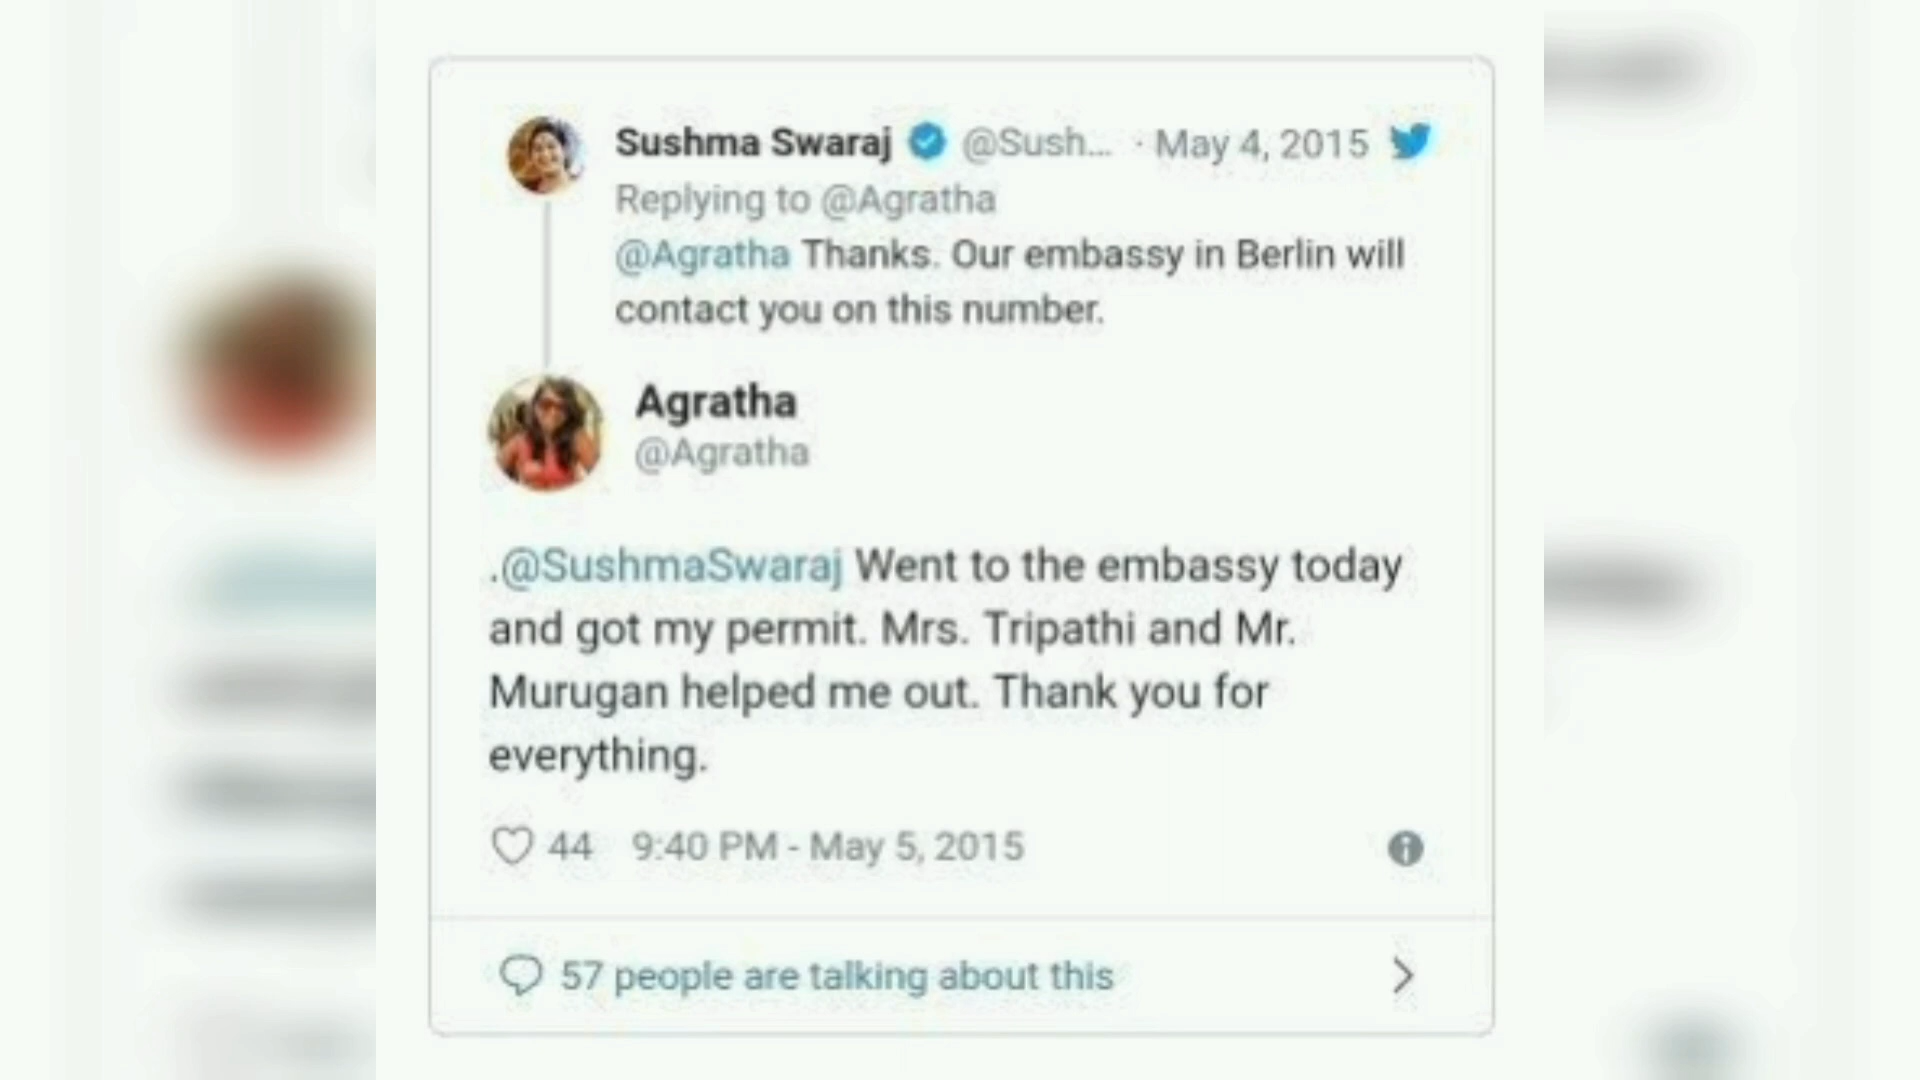 Sushma Swaraj @Sush... · May 4, 2015
Replying to @Agratha
@Agratha Thanks. Our embassy in Berlin will
contact you on this number.
Agratha
@Agratha
.@SushmaSwaraj Went to the embassy today
and got my permit. Mrs. Tripathi and Mr.
Murugan helped me out. Thank you for
everything.
44 9:40 PM - May 5, 2015
57 people are talking about this